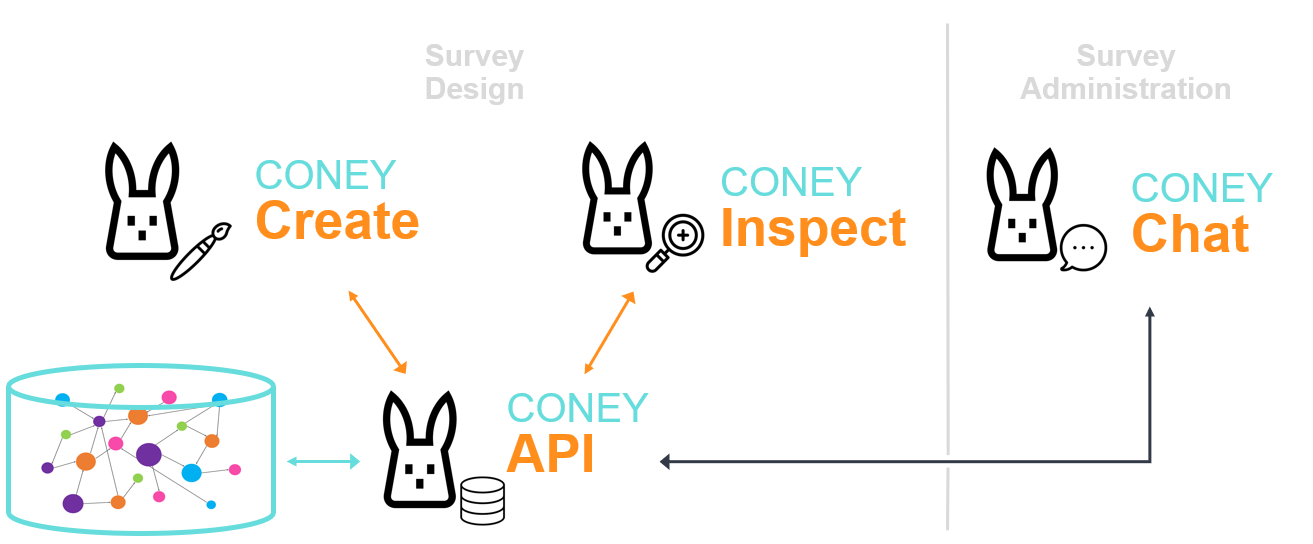 Survey
Design
Survey
Administration
CONEY
Create
CONEY
Inspect
CONEY
Chat
CONEY
API